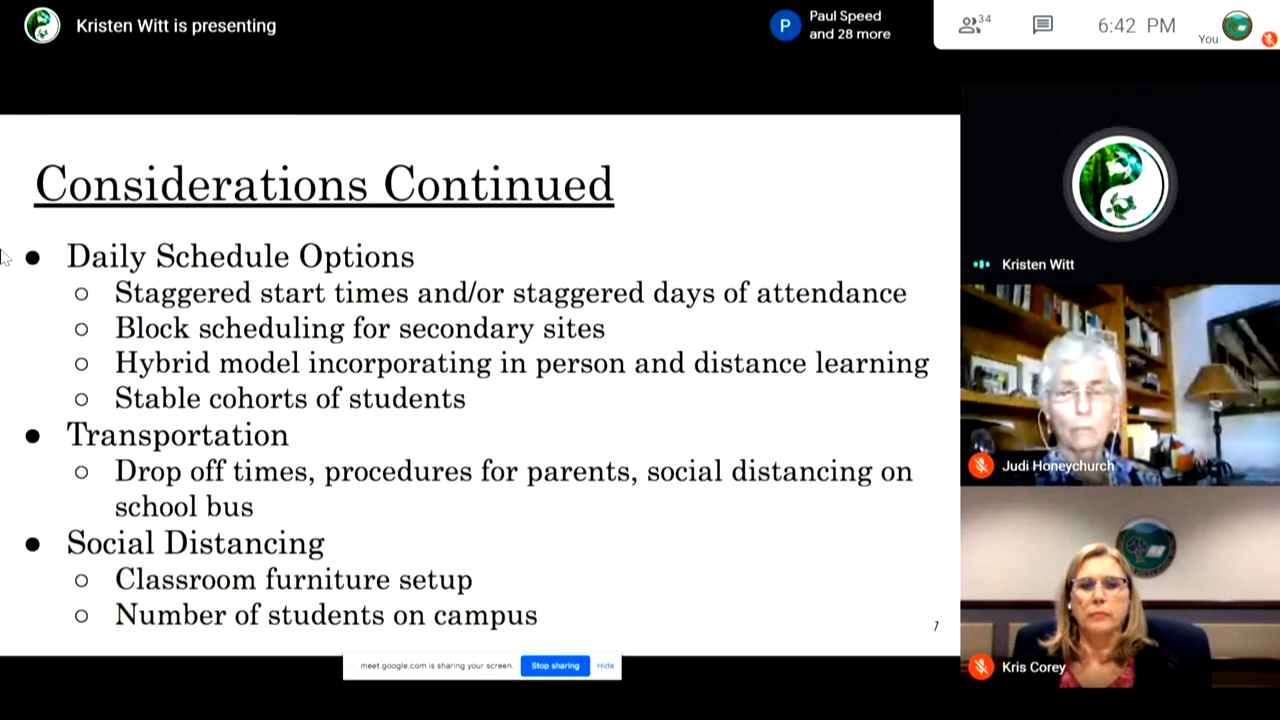 Kristen Witt is presenting
P
Paul Speed
and 28 more
34
6:42 PM
You
Considerations Continued
● Daily Schedule Options
○ Staggered start times and/or staggered days of attendance
○ Block scheduling for secondary sites
○ Hybrid model incorporating in person and distance learning
○ Stable cohorts of students
● Transportation
○ Drop off times, procedures for parents, social distancing on
school bus
● Social Distancing
○ Classroom furniture setup
○ Number of students on campus
7
Kristen Witt
Judi Honeychurch
Kris Corey
meet.google.com is sharing your screen.
Stop sharing
Hide